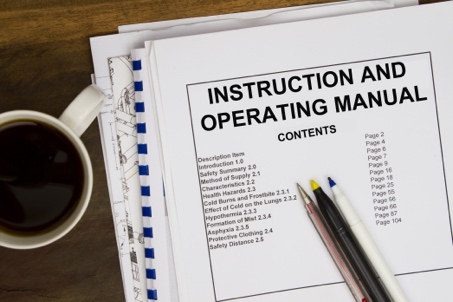 INSTRUCTION AND
OPERATING MANUAL
CONTENTS
Description Item
Introduction 1.0
Safety Summary 2.0
Method of Supply 2.1
Characteristics 2.2
Health Hazards 2.3
Cold Burns and Frostbite 2.3.1
Effect of Cold on the Lungs 2.3.2
Hypothermia 2.3.3
Formation of Mist 2.3.4
Asphyxia 2.3.5
Protective Clothing 2.4
Safety Distance 2.5
Page 2
Page 4
Page 6
Page 7
Page 9
Page 16
Page 18
Page 25
Page 55
Page 56
Page 66
Page 87
Page 104